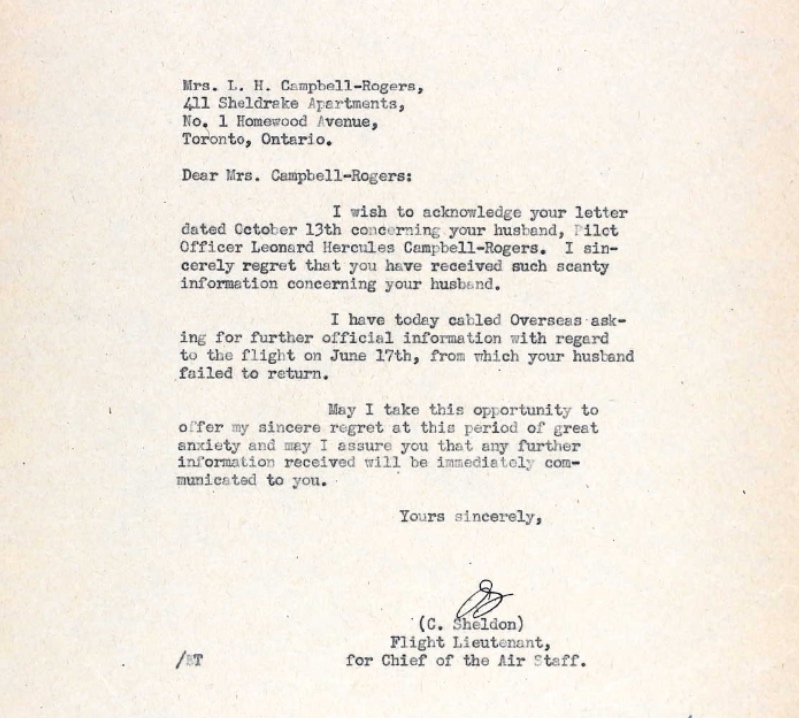 Mrs. L. H. Campbell-Rogers,
411 Sheldrake Apartments,
No. 1 Homewood Avenue,
Toronto, Ontario.
Dear Mrs. Campbell-Rogers:
I wish to acknowledge your letter
dated October 13th concerning your husband, Pilot
Officer Leonard Hercules Campbell-Rogers. I sin-
cerely regret that you have received such scanty
information concerning your husband.
I have today cabled Overseas ask-
ing for further official information with regard
to the flight on June 17th, from which your husband
failed to return.
May I take this opportunity to
offer my sincere regret at this period of great
anxiety and may I assure you that any further
information received will be immediately com-
municated to you.
Yours sincerely,
(C. Sheldon)
Flight Lieutenant,
/BT for Chief of the Air Staff.